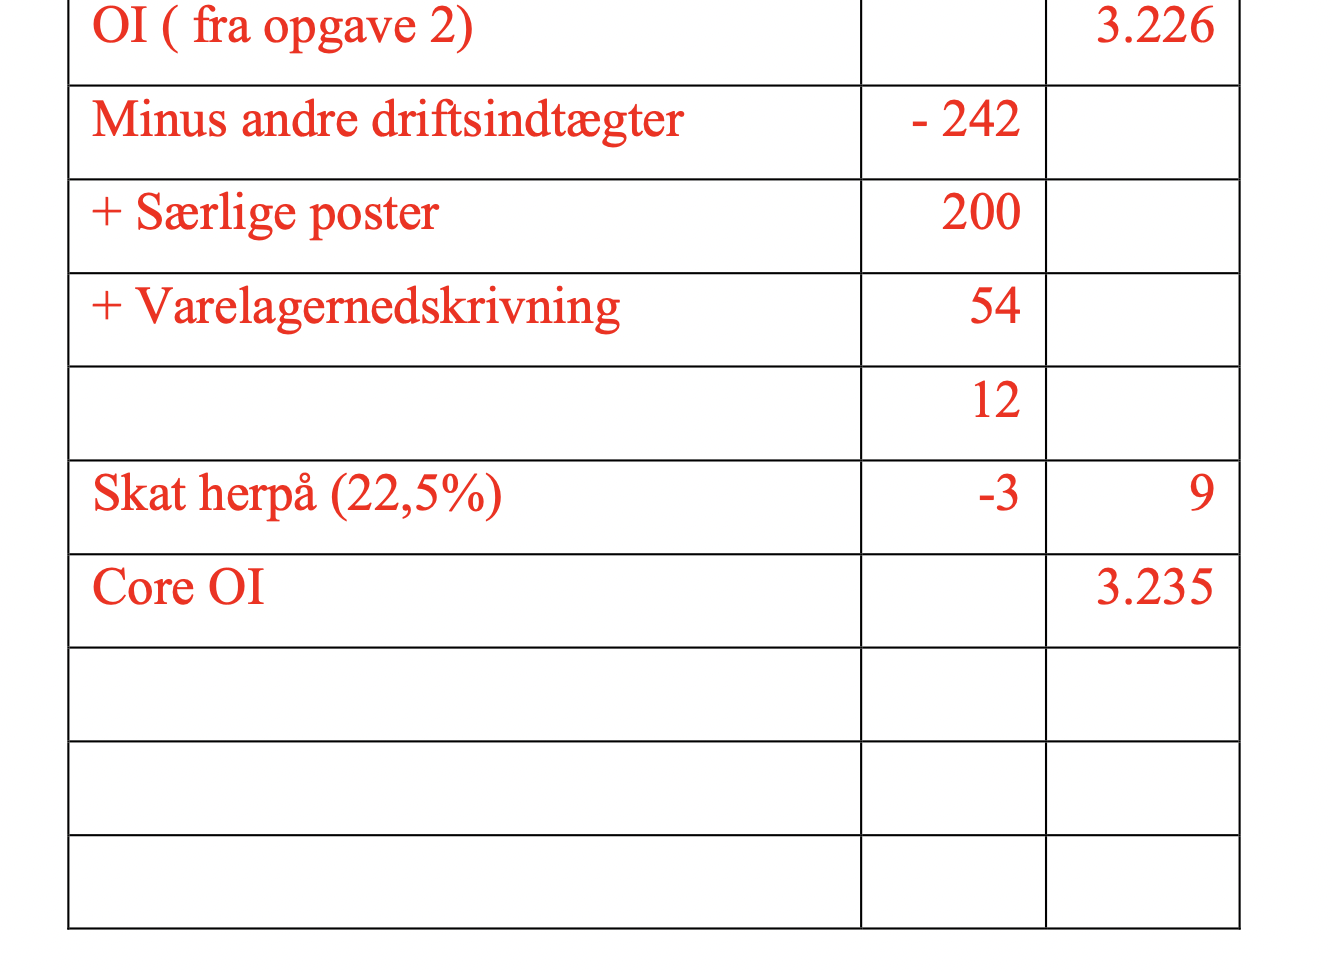 OI ( fra opgave 2) 3.226
Minus andre driftsindtægter - 242
+ Særlige poster 200
+ Varelagernedskrivning 54
12
Skat herpå (22,5%) -3 9
Core OI 3.235